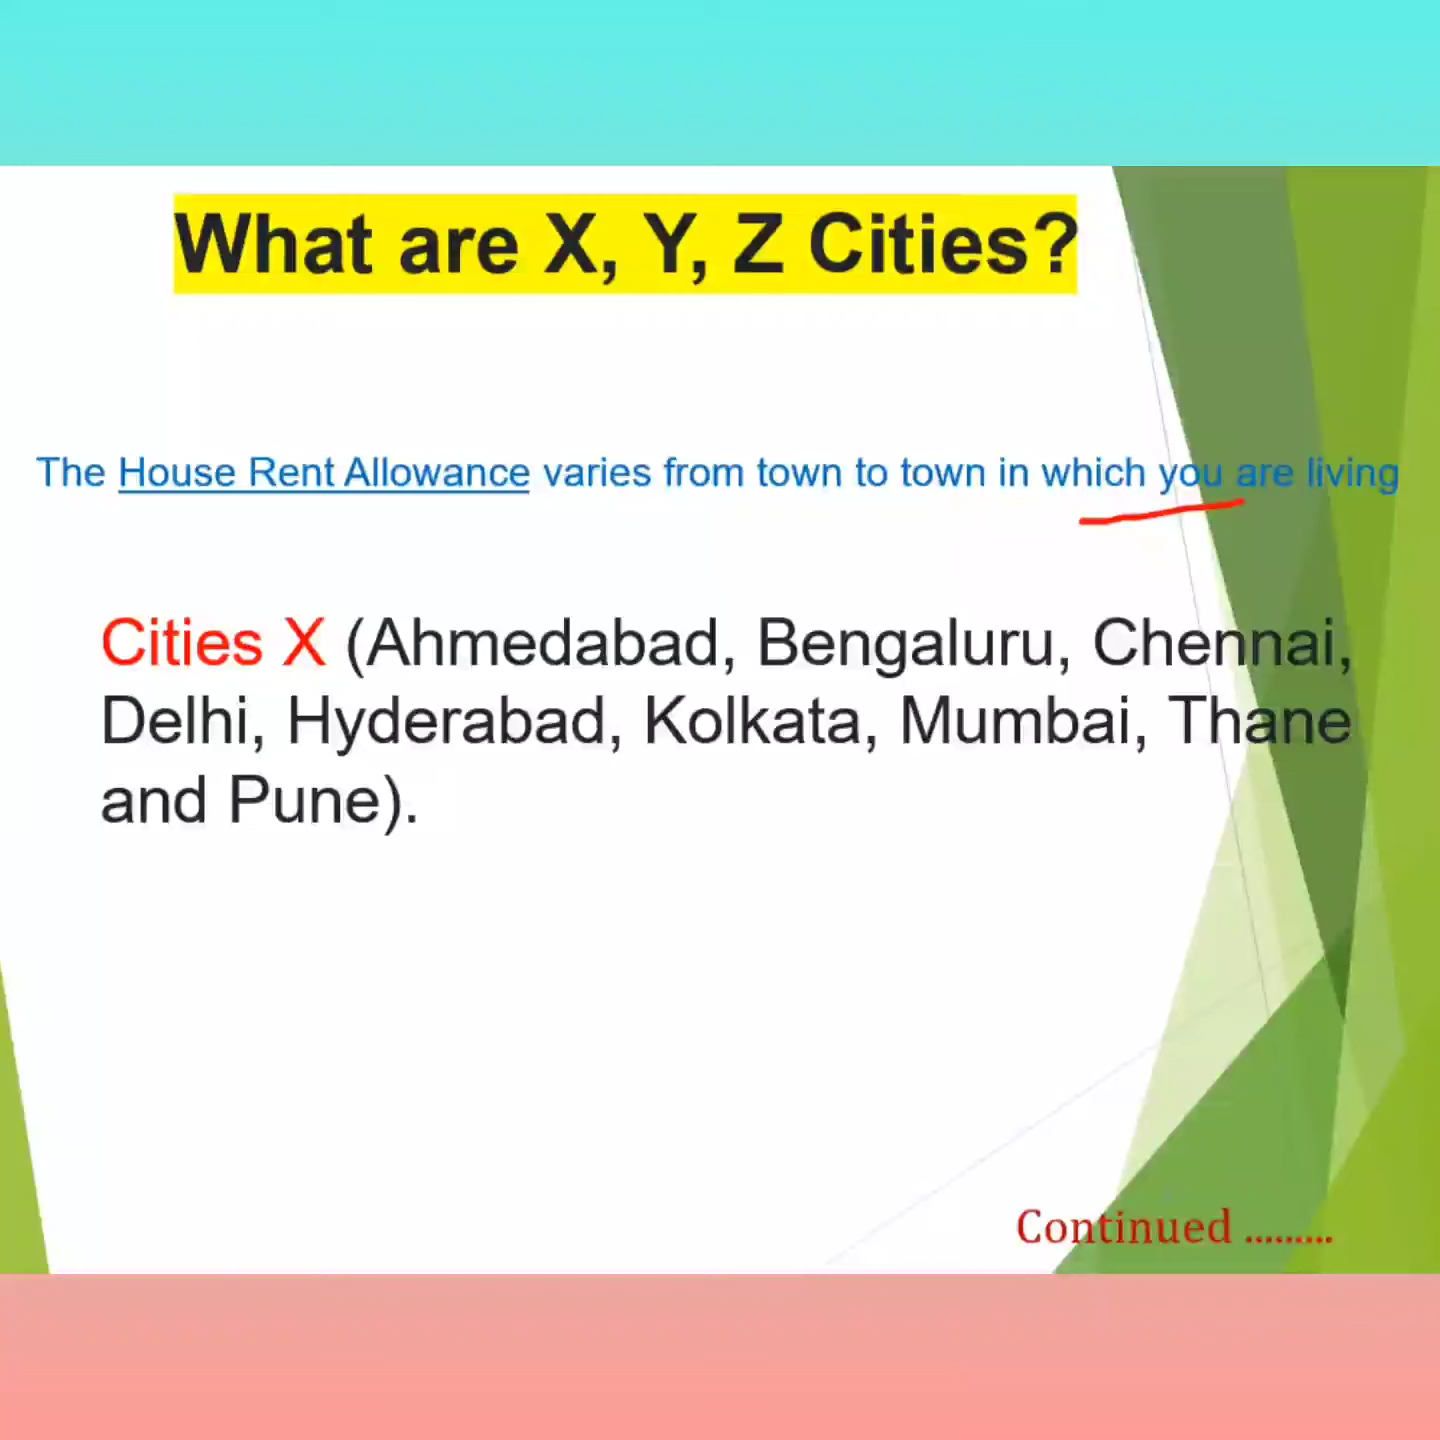 What are X, Y, Z Cities?
The House Rent Allowance varies from town to town in which you are living
Cities X (Ahmedabad, Bengaluru, Chennai,
Delhi, Hyderabad, Kolkata, Mumbai, Thane
and Pune).
Continued .........